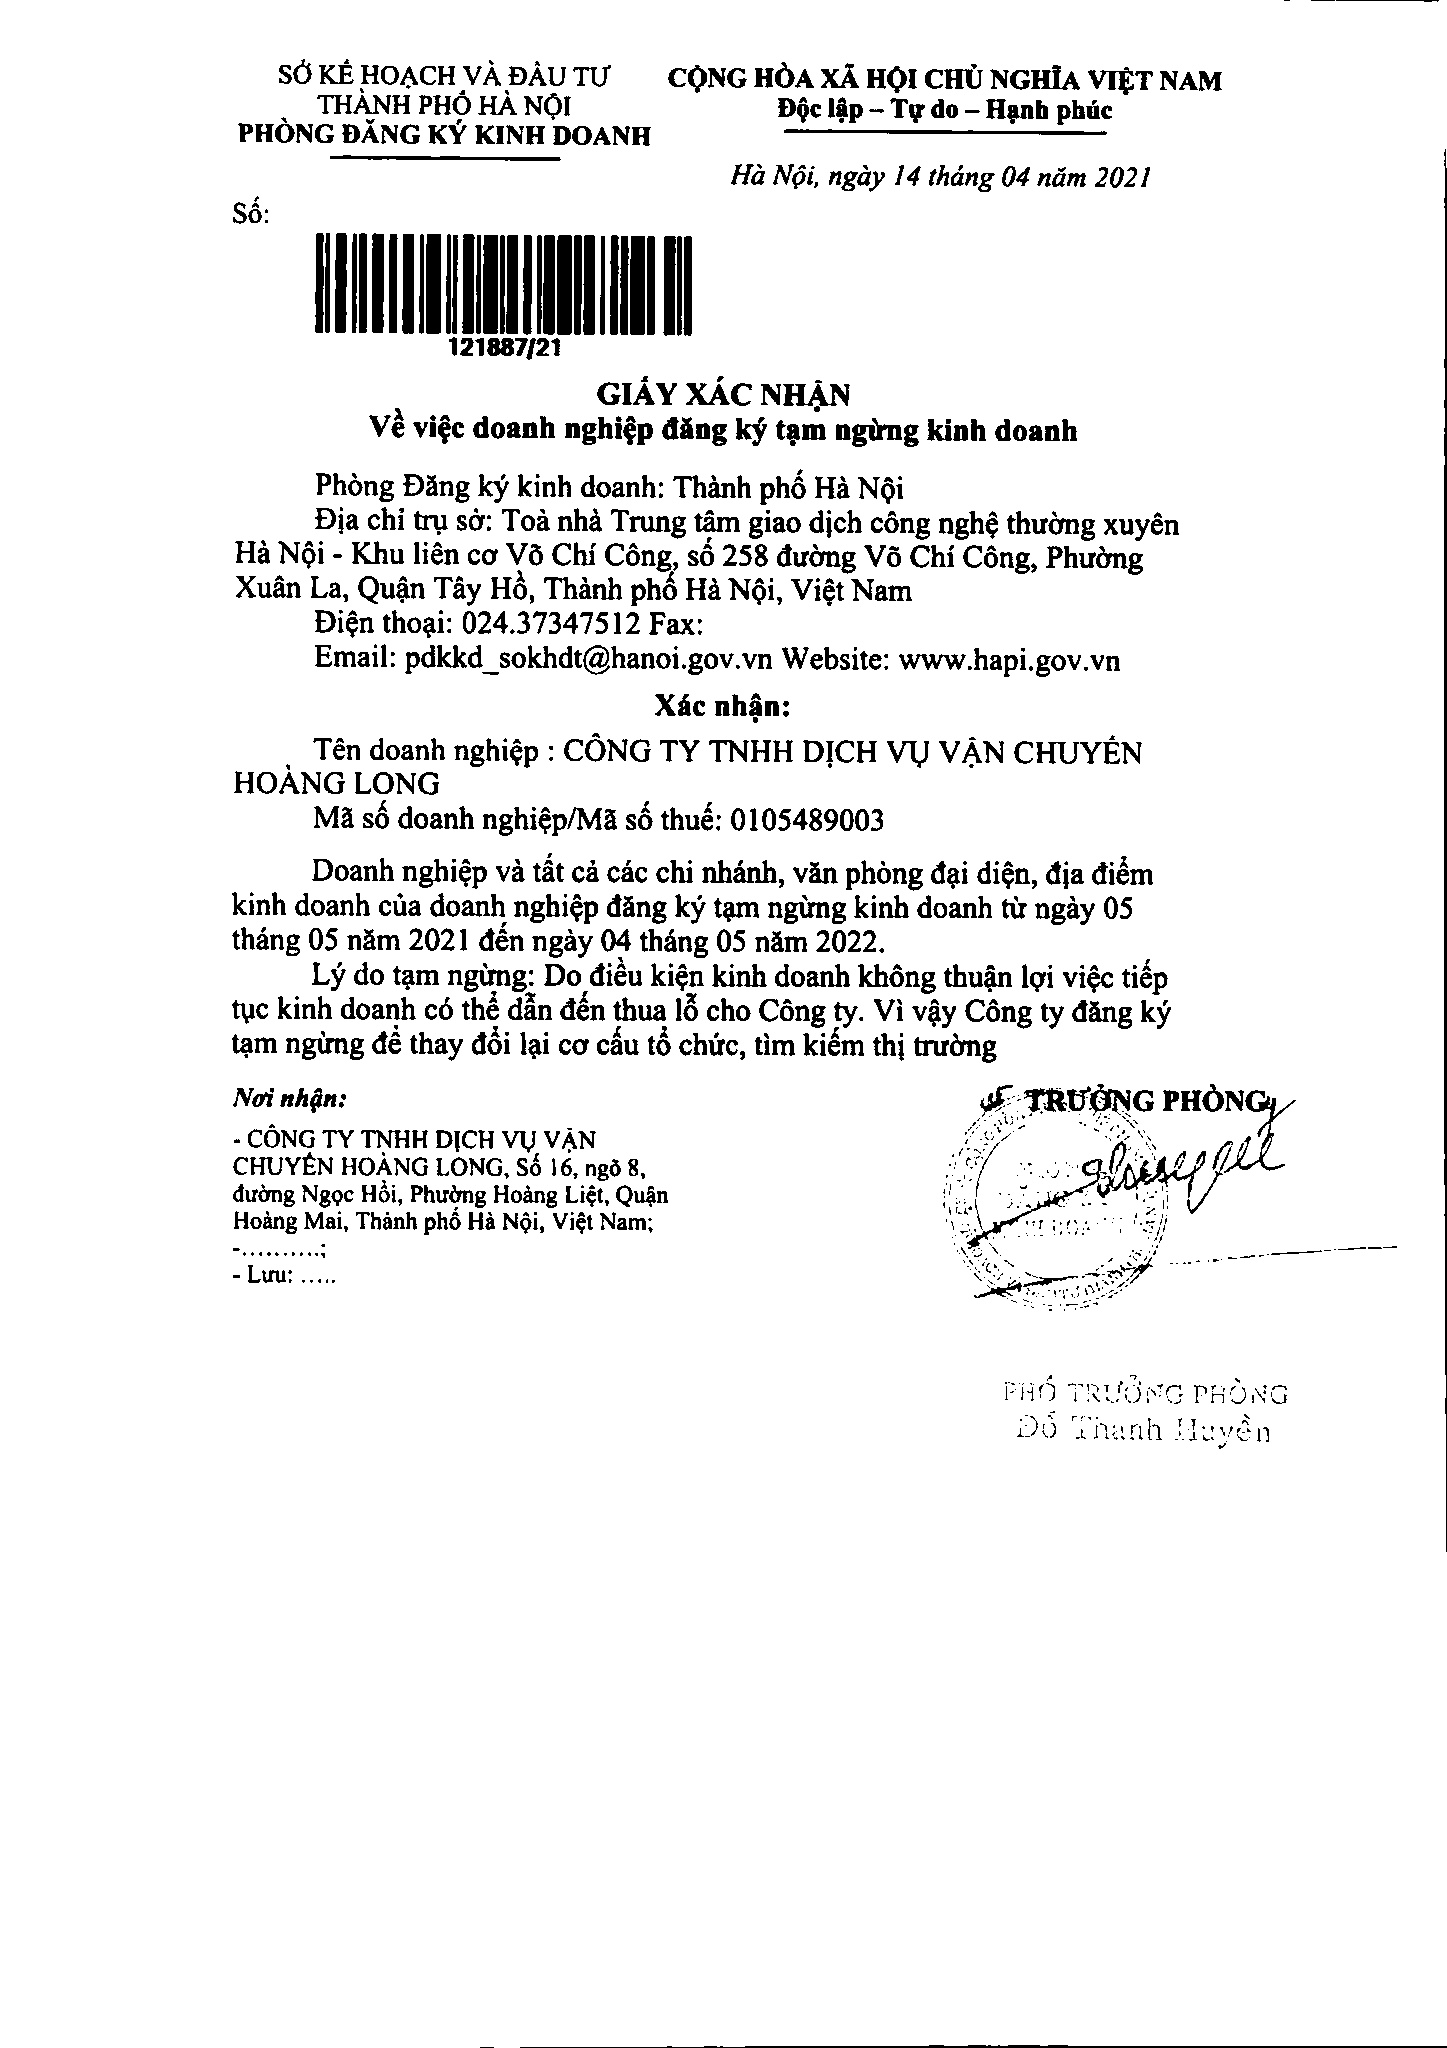 SỞ KẾ HOẠCH VÀ ĐẦU TƯ
THÀNH PHỐ HÀ NỘI
PHÒNG ĐĂNG KÝ KINH DOANH
CỘNG HÒA XÃ HỘI CHỦ NGHĨA VIỆT NAM
Độc lập – Tự do – Hạnh phúc
Hà Nội, ngày 14 tháng 04 năm 2021
Số:
121887/21
GIẤY XÁC NHẬN
Về việc doanh nghiệp đăng ký tạm ngừng kinh doanh
Phòng Đăng ký kinh doanh: Thành phố Hà Nội
Địa chỉ trụ sở: Toà nhà Trung tâm giao dịch công nghệ thường xuyên
Hà Nội - Khu liên cơ Võ Chí Công, số 258 đường Võ Chí Công, Phường
Xuân La, Quận Tây Hồ, Thành phố Hà Nội, Việt Nam
Điện thoại: 024.37347512 Fax:
Email: pdkkd_sokhdt@hanoi.gov.vn Website: www.hapi.gov.vn
Xác nhận:
Tên doanh nghiệp : CÔNG TY TNHH DỊCH VỤ VẬN CHUYỂN
HOÀNG LONG
Mã số doanh nghiệp/Mã số thuế: 0105489003
Doanh nghiệp và tất cả các chi nhánh, văn phòng đại diện, địa điểm
kinh doanh của doanh nghiệp đăng ký tạm ngừng kinh doanh từ ngày 05
tháng 05 năm 2021 đến ngày 04 tháng 05 năm 2022.
Lý do tạm ngừng: Do điều kiện kinh doanh không thuận lợi việc tiếp
tục kinh doanh có thể dẫn đến thua lỗ cho Công ty. Vì vậy Công ty đăng ký
tạm ngừng để thay đổi lại cơ cấu tổ chức, tìm kiếm thị trường
Nơi nhận:
- CÔNG TY TNHH DỊCH VỤ VẬN
CHUYỂN HOÀNG LONG, Số 16, ngõ 8,
đường Ngọc Hồi, Phường Hoàng Liệt, Quận
Hoàng Mai, Thành phố Hà Nội, Việt Nam;
-..........;
- Lưu: .....
TRƯỞNG PHÒNG
PHÓ TRƯỞNG PHÒNG
Đỗ Thanh Huyền